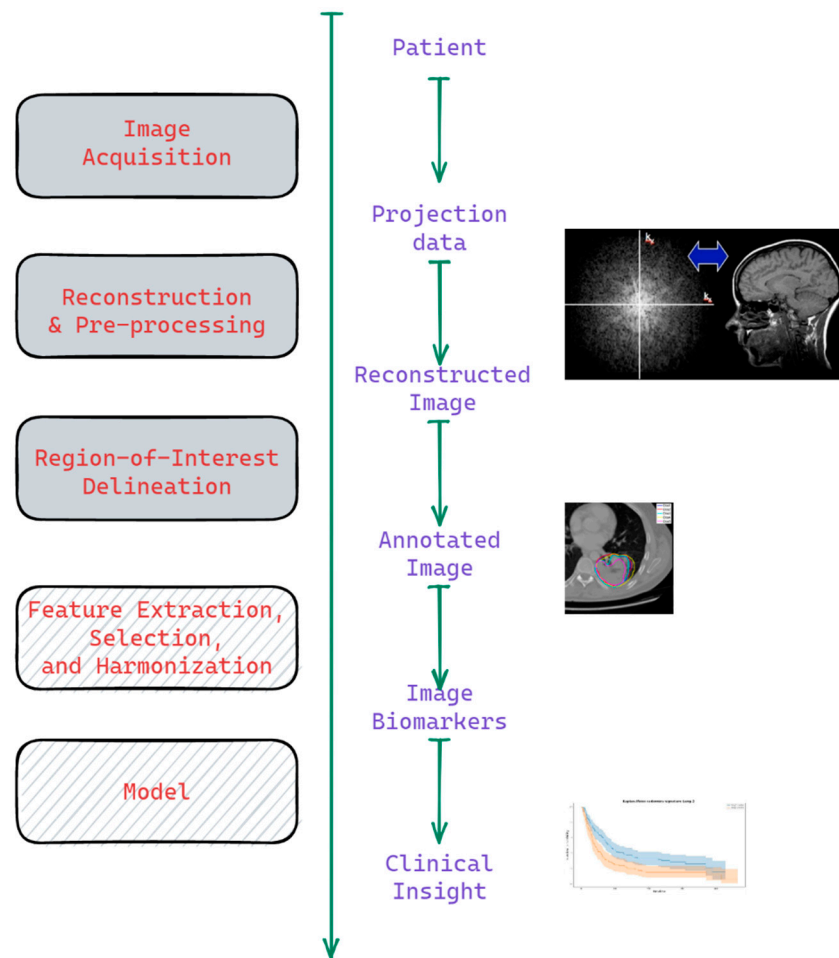 Patient
Image
Acquisition
Projection
data
Reconstruction
& Pre-processing
Reconstructed
Image
Region-of-Interest
Delineation
Annotated
Image
Feature Extraction,
Selection,
and Harmonization
Image
Biomarkers
Model
Clinical
Insight